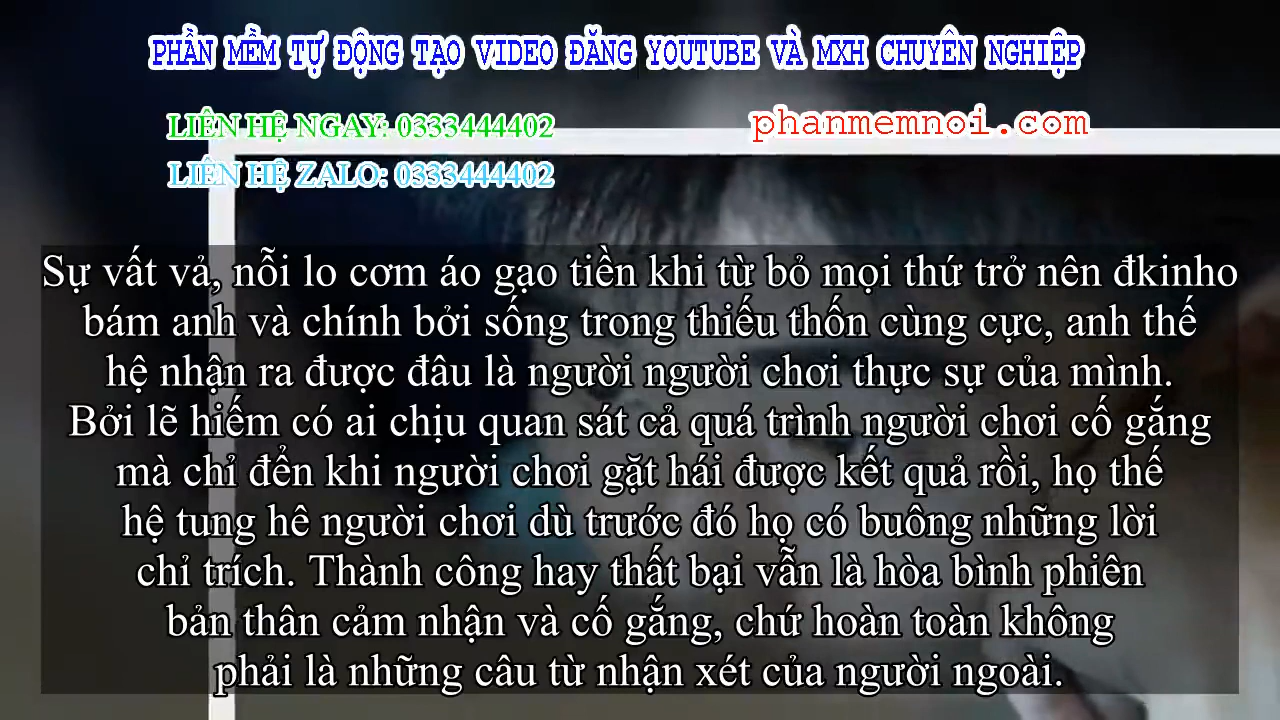 PHẦN MỀM TỰ ĐỘNG TẠO VIDEO ĐĂNG YOUTUBE VÀ MXH CHUYÊN NGHIỆP
LIÊN HỆ NGAY: 0333444402
phanmemnoi.com
LIÊN HỆ ZALO: 0333444402
Sự vất vả, nỗi lo cơm áo gạo tiền khi từ bỏ mọi thứ trở nên đkinho
bám anh và chính bởi sống trong thiếu thốn cùng cực, anh thế
hệ nhận ra được đâu là người người chơi thực sự của mình.
Bởi lẽ hiếm có ai chịu quan sát cả quá trình người chơi cố gắng
mà chỉ đển khi người chơi gặt hái được kết quả rồi, họ thế
hệ tung hê người chơi dù trước đó họ có buông những lời
chỉ trích. Thành công hay thất bại vẫn là hòa bình phiên
bản thân cảm nhận và cố gắng, chứ hoàn toàn không
phải là những câu từ nhận xét của người ngoài.